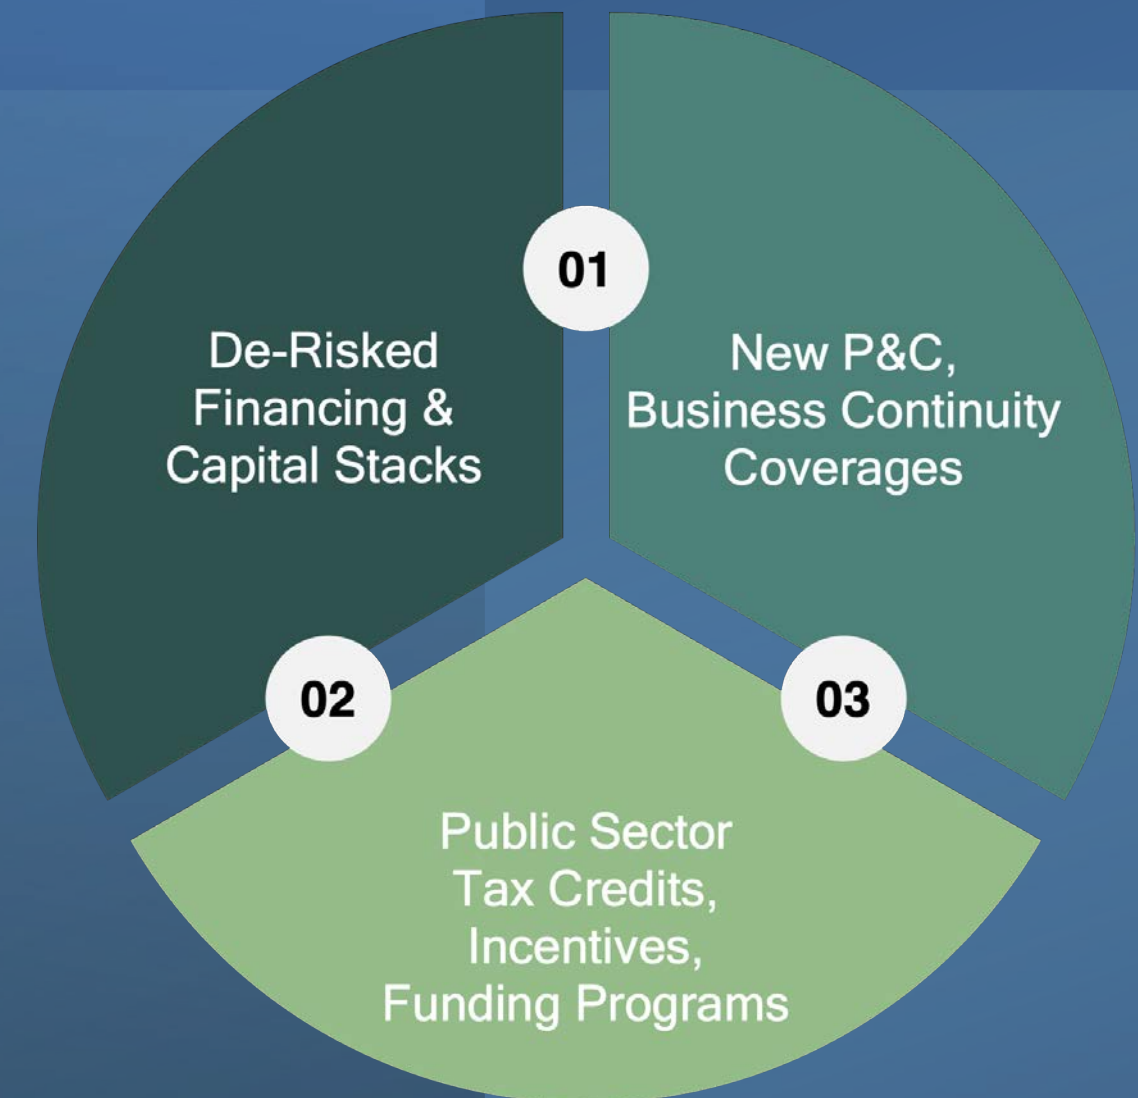 01
De-Risked
Financing &
Capital Stacks
New P&C,
Business Continuity
Coverages
02
03
Public Sector
Tax Credits,
Incentives,
Funding Programs